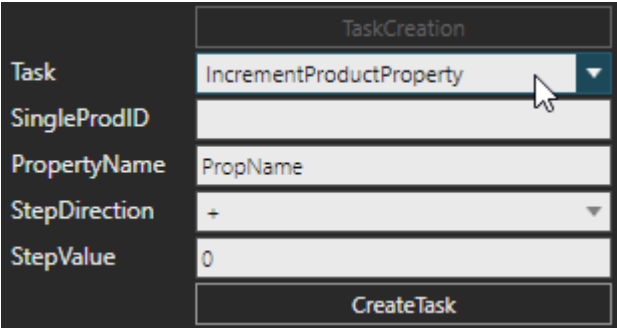 TaskCreation
Task IncrementProductProperty
SingleProdID
PropertyName PropName
StepDirection +
StepValue 0
CreateTask